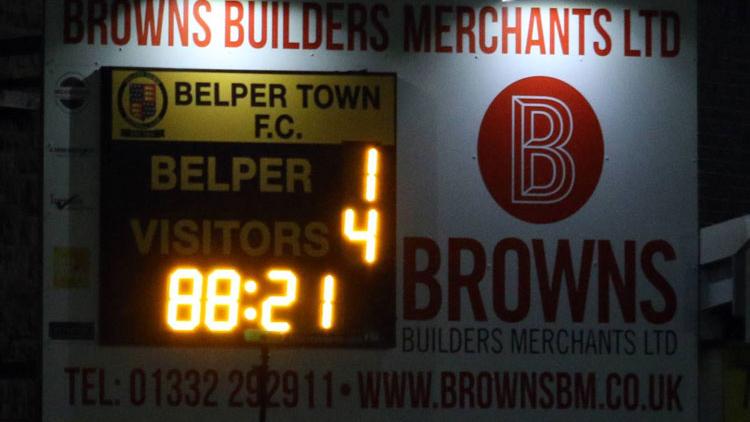 BROWNS BUILDERS MERCHANTS LTD
BELPER TOWN
F.C.
BELPER 1
VISITORS 4
88:21
B
BROWNS
BUILDERS MERCHANTS LTD
TEL: 01332 292911 • WWW.BROWNSBM.CO.UK